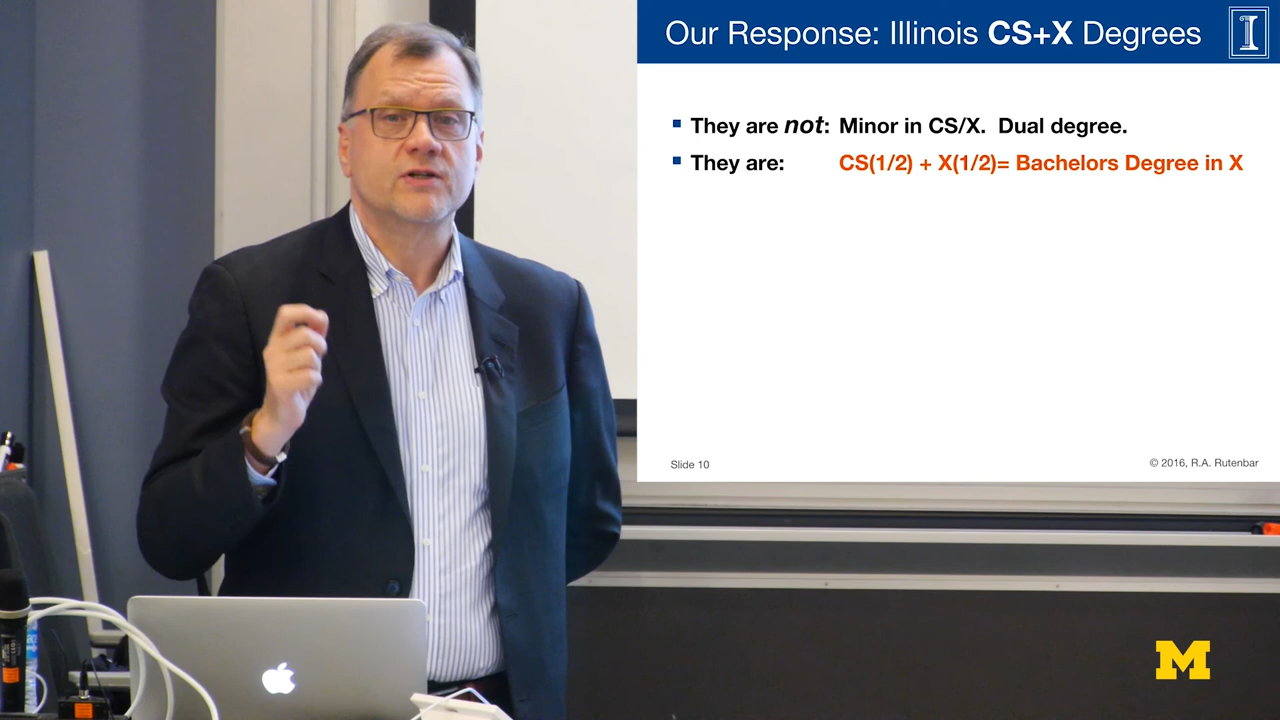 Our Response: Illinois CS+X Degrees
I
They are not: Minor in CS/X. Dual degree.
They are: CS(1/2) + X(1/2)= Bachelors Degree in X
Slide 10
© 2016, R.A. Rutenbar
M